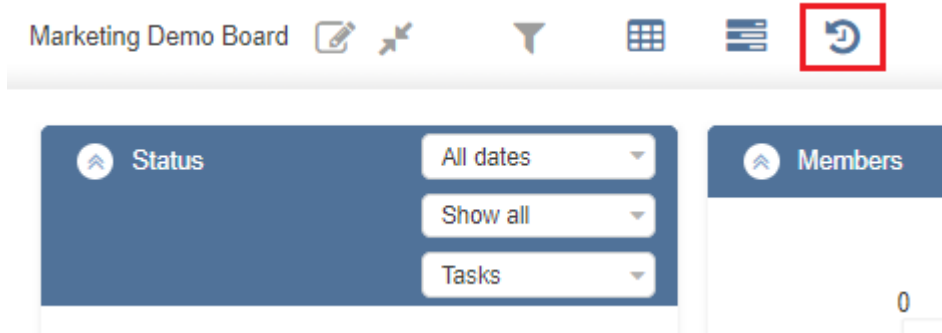 Marketing Demo Board
Status
All dates
Show all
Tasks
Members
0